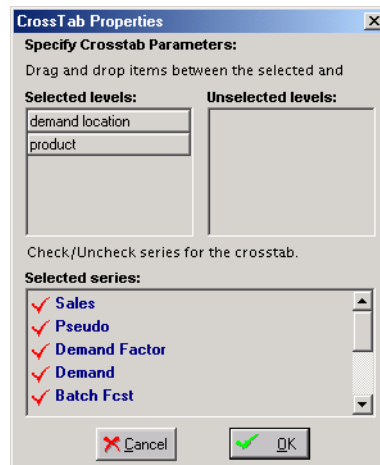 CrossTab Properties
Specify Crosstab Parameters:
Drag and drop items between the selected and
Selected levels: Unselected levels:
demand location
product
Check/Uncheck series for the crosstab.
Selected series:
Sales
Pseudo
Demand Factor
Demand
Batch Fcst
Cancel OK